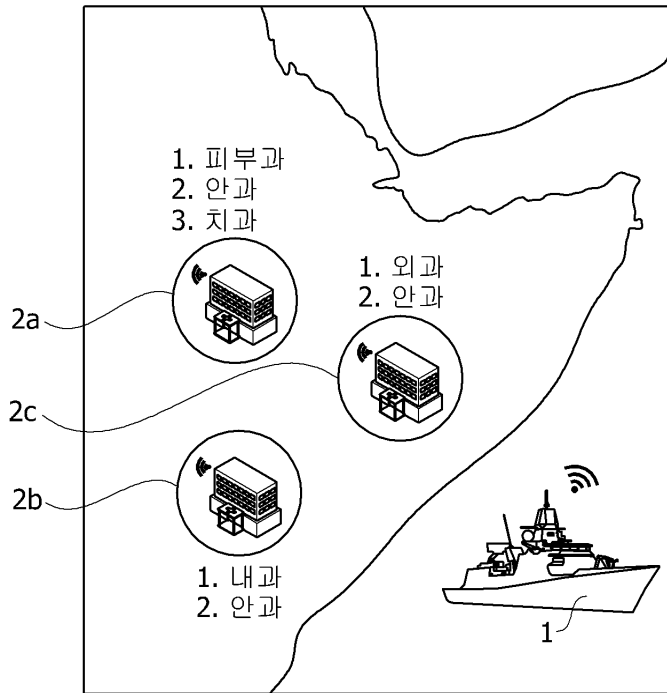 1. 피부과
2. 안과
3. 치과
1. 외과
2. 안과
2a
2c
2b
1. 내과
2. 안과
1